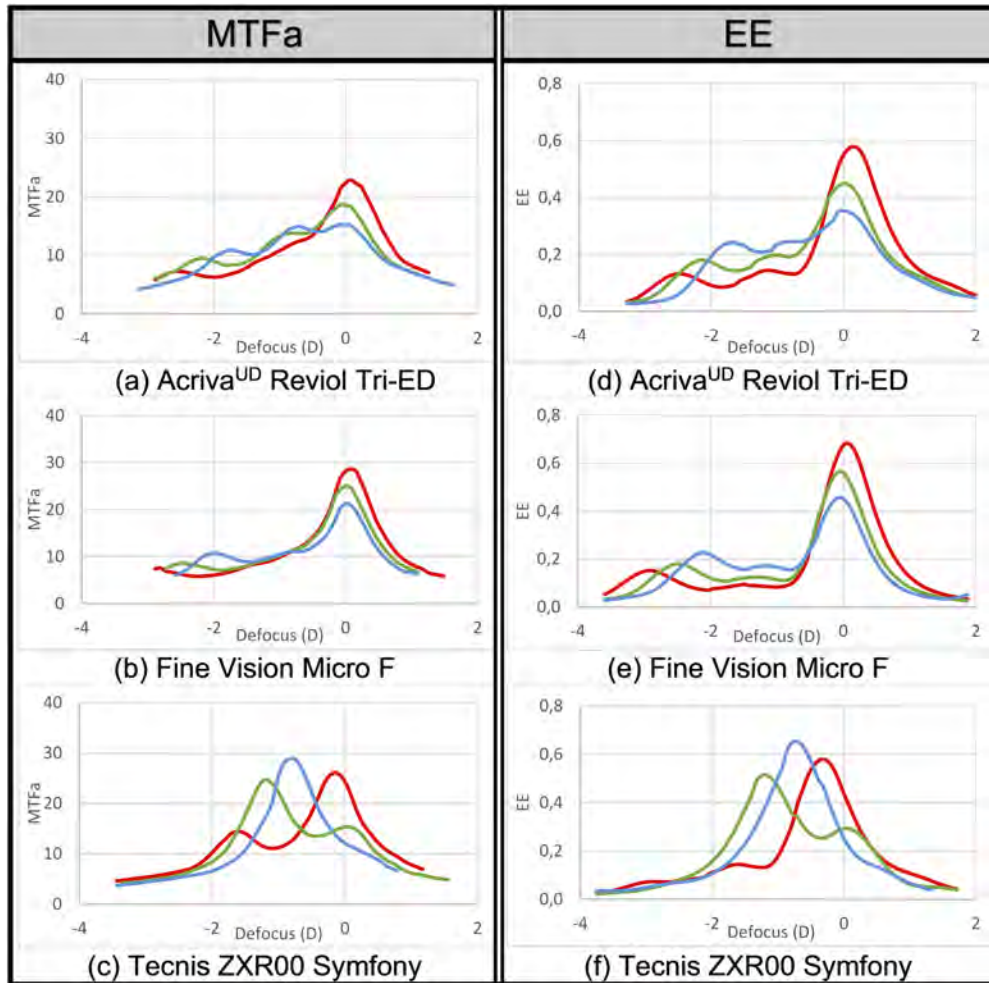 MTFa
EE
40
30
20
10
0
MTFa
-4
-2
0
2
Defocus (D)
(a) Acriva^UD Reviol Tri-ED
0,8
0,6
0,4
0,2
0,0
EE
-4
-2
0
2
Defocus (D)
(d) Acriva^UD Reviol Tri-ED
40
30
20
10
0
MTFa
-4
-2
0
2
Defocus (D)
(b) Fine Vision Micro F
0,8
0,6
0,4
0,2
0,0
EE
-4
-2
0
2
Defocus (D)
(e) Fine Vision Micro F
40
30
20
10
0
MTFa
-4
-2
0
2
Defocus (D)
(c) Tecnis ZXR00 Symfony
0,8
0,6
0,4
0,2
0,0
EE
-4
-2
0
2
Defocus (D)
(f) Tecnis ZXR00 Symfony